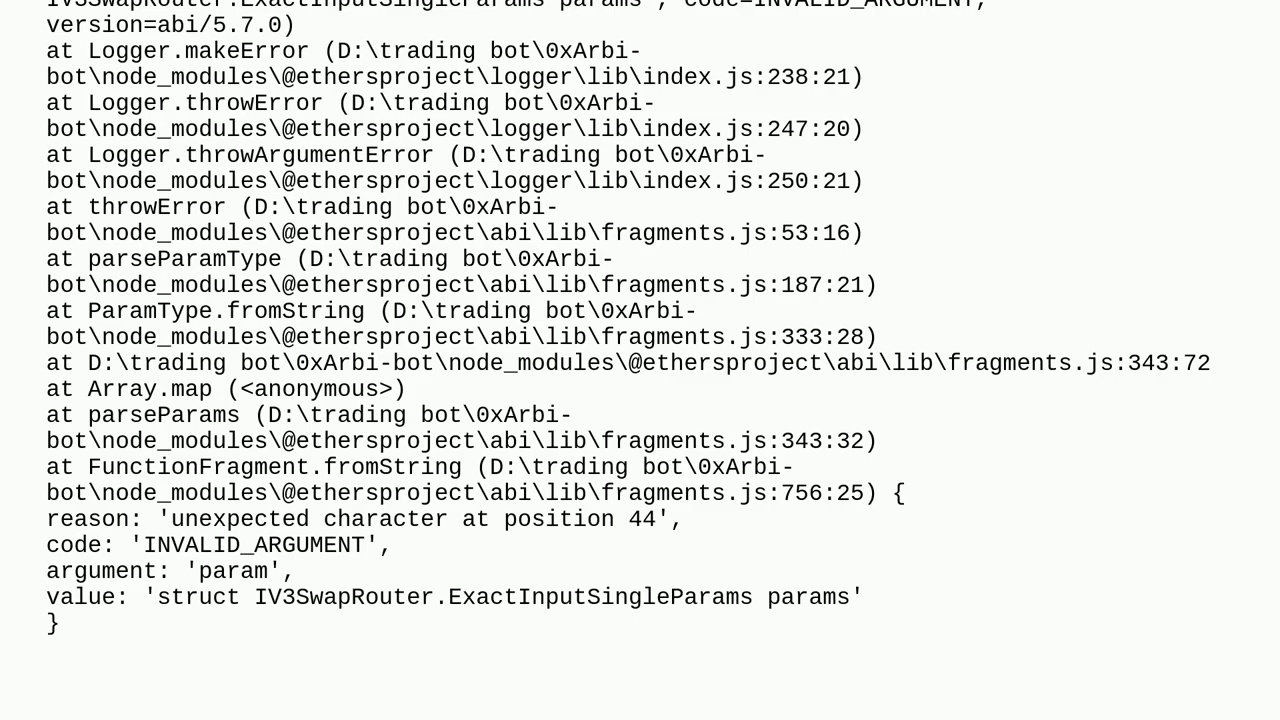 IV3SwapRouter.ExactInputSingleParams params", code=INVALID_ARGUMENT,
version=abi/5.7.0)
at Logger.makeError (D:\trading bot\0xArbi-
bot\node_modules\@ethersproject\logger\lib\index.js:238:21)
at Logger.throwError (D:\trading bot\0xArbi-
bot\node_modules\@ethersproject\logger\lib\index.js:247:20)
at Logger.throwArgumentError (D:\trading bot\0xArbi-
bot\node_modules\@ethersproject\logger\lib\index.js:250:21)
at throwError (D:\trading bot\0xArbi-
bot\node_modules\@ethersproject\abi\lib\fragments.js:53:16)
at parseParamType (D:\trading bot\0xArbi-
bot\node_modules\@ethersproject\abi\lib\fragments.js:187:21)
at ParamType.fromString (D:\trading bot\0xArbi-
bot\node_modules\@ethersproject\abi\lib\fragments.js:333:28)
at D:\trading bot\0xArbi-bot\node_modules\@ethersproject\abi\lib\fragments.js:343:72
at Array.map (<anonymous>)
at parseParams (D:\trading bot\0xArbi-
bot\node_modules\@ethersproject\abi\lib\fragments.js:343:32)
at FunctionFragment.fromString (D:\trading bot\0xArbi-
bot\node_modules\@ethersproject\abi\lib\fragments.js:756:25) {
reason: 'unexpected character at position 44',
code: 'INVALID_ARGUMENT',
argument: 'param',
value: 'struct IV3SwapRouter.ExactInputSingleParams params'
}